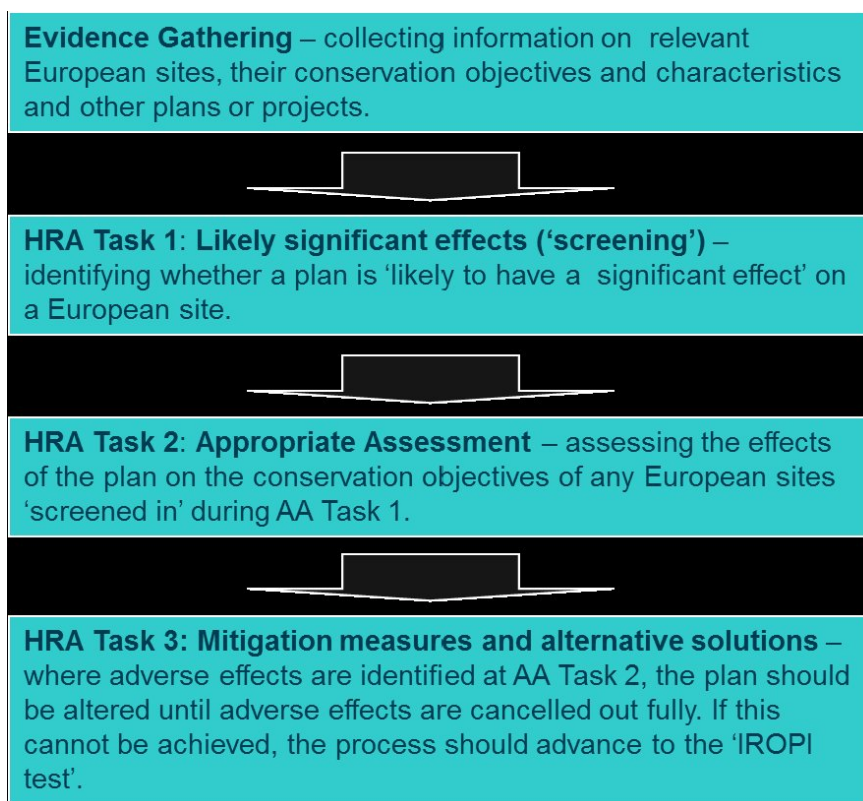 Evidence Gathering – collecting information on relevant
European sites, their conservation objectives and characteristics
and other plans or projects.
HRA Task 1: Likely significant effects (‘screening’) –
identifying whether a plan is ‘likely to have a significant effect’ on
a European site.
HRA Task 2: Appropriate Assessment – assessing the effects
of the plan on the conservation objectives of any European sites
‘screened in’ during AA Task 1.
HRA Task 3: Mitigation measures and alternative solutions –
where adverse effects are identified at AA Task 2, the plan should
be altered until adverse effects are cancelled out fully. If this
cannot be achieved, the process should advance to the ‘IROPI
test’.